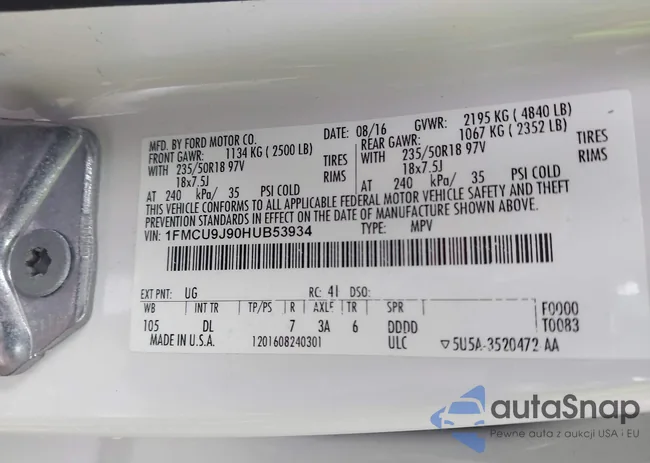 MFD. BY FORD MOTOR CO. DATE: 08/16 GVWR: 2195 KG ( 4840 LB)
FRONT GAWR: 1134 KG ( 2500 LB) REAR GAWR: 1067 KG ( 2352 LB)
WITH 235/50R18 97V TIRES WITH 235/50R18 97V TIRES
18x7.5J RIMS 18x7.5J RIMS
AT 240 kPa/ 35 PSI COLD AT 240 kPa/ 35 PSI COLD
THIS VEHICLE CONFORMS TO ALL APPLICABLE FEDERAL MOTOR VEHICLE SAFETY AND THEFT
PREVENTION STANDARDS IN EFFECT ON THE DATE OF MANUFACTURE SHOWN ABOVE.
VIN: 1FMCU9J90HUB53934 TYPE: MPV
EXT PNT: UG RC: 41 DSO: F0000
WB INT TR TP/PS R AXLE TR SPR T0083
105 DL 7 3A 6 DDDD
MADE IN U.S.A. 1201608240301 ULC ▽5U5A-3520472 AA
autaSnap
Pewne auta z aukcji USA i EU